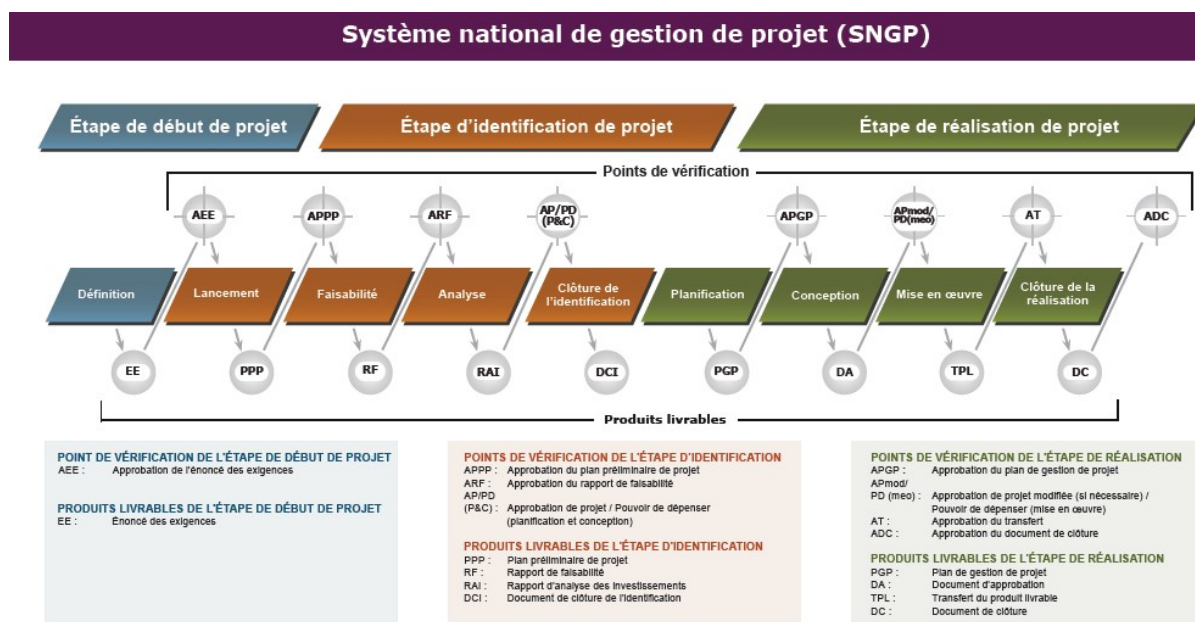 Système national de gestion de projet (SNGP)
Étape de début de projet
Étape d'identification de projet
Étape de réalisation de projet
Points de vérification
AEE
APPP
ARF
AP/PD
(P&C)
APGP
APmod/
PD(meo)
AT
ADC
Définition
Lancement
Faisabilité
Analyse
Clôture de
l'identification
Planification
Conception
Mise en œuvre
Clôture de la
réalisation
EE
PPP
RF
RAI
DCI
PGP
DA
TPL
DC
Produits livrables
POINT DE VÉRIFICATION DE L'ÉTAPE DE DÉBUT DE PROJET
AEE : Approbation de l'énoncé des exigences
PRODUITS LIVRABLES DE L'ÉTAPE DE DÉBUT DE PROJET
EE : Énoncé des exigences
POINTS DE VÉRIFICATION DE L'ÉTAPE D'IDENTIFICATION
APPP : Approbation du plan préliminaire de projet
ARF : Approbation du rapport de faisabilité
AP/PD
(P&C) : Approbation de projet / Pouvoir de dépenser
(planification et conception)
PRODUITS LIVRABLES DE L'ÉTAPE D'IDENTIFICATION
PPP : Plan préliminaire de projet
RF : Rapport de faisabilité
RAI : Rapport d'analyse des investissements
DCI : Document de clôture de l'identification
POINTS DE VÉRIFICATION DE L'ÉTAPE DE RÉALISATION
APGP : Approbation du plan de gestion de projet
APmod/
PD (meo) : Approbation de projet modifiée (si nécessaire) /
Pouvoir de dépenser (mise en œuvre)
AT : Approbation du transfert
ADC : Approbation du document de clôture
PRODUITS LIVRABLES DE L'ÉTAPE DE RÉALISATION
PGP : Plan de gestion de projet
DA : Document d'approbation
TPL : Transfert du produit livrable
DC : Document de clôture